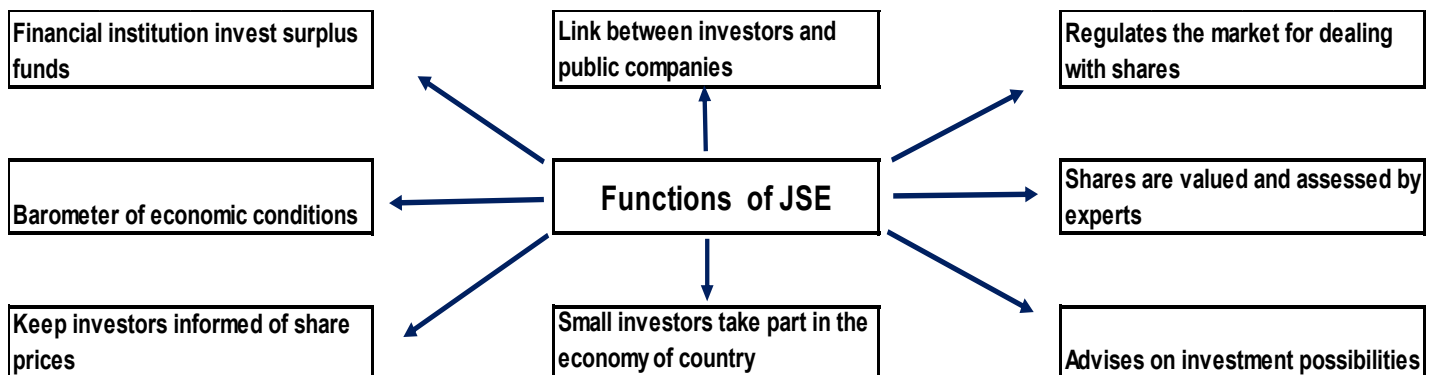 Financial institution invest surplus
funds
Link between investors and
public companies
Regulates the market for dealing
with shares
Barometer of economic conditions
Functions of JSE
Shares are valued and assessed by
experts
Keep investors informed of share
prices
Small investors take part in the
economy of country
Advises on investment possibilities